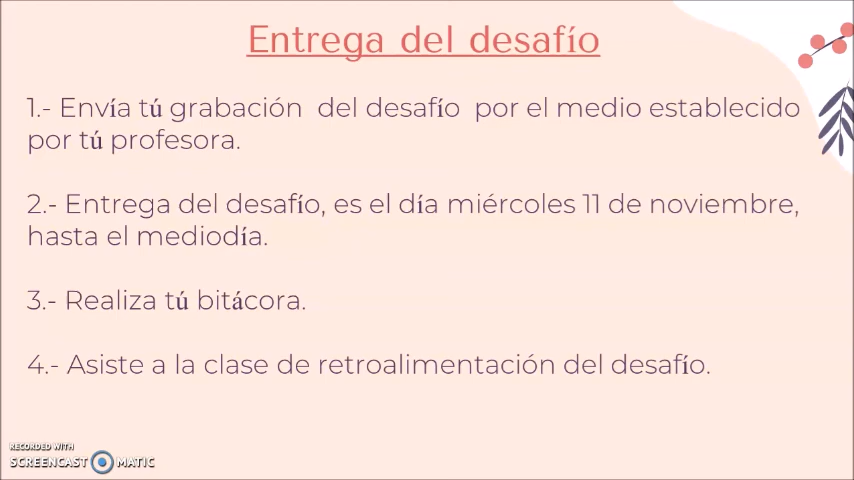 Entrega del desafío
1.- Envía tú grabación del desafío por el medio establecido
por tú profesora.
2.- Entrega del desafío, es el día miércoles 11 de noviembre,
hasta el mediodía.
3.- Realiza tú bitácora.
4.- Asiste a la clase de retroalimentación del desafío.
RECORDED WITH
SCREENCAST MATIC